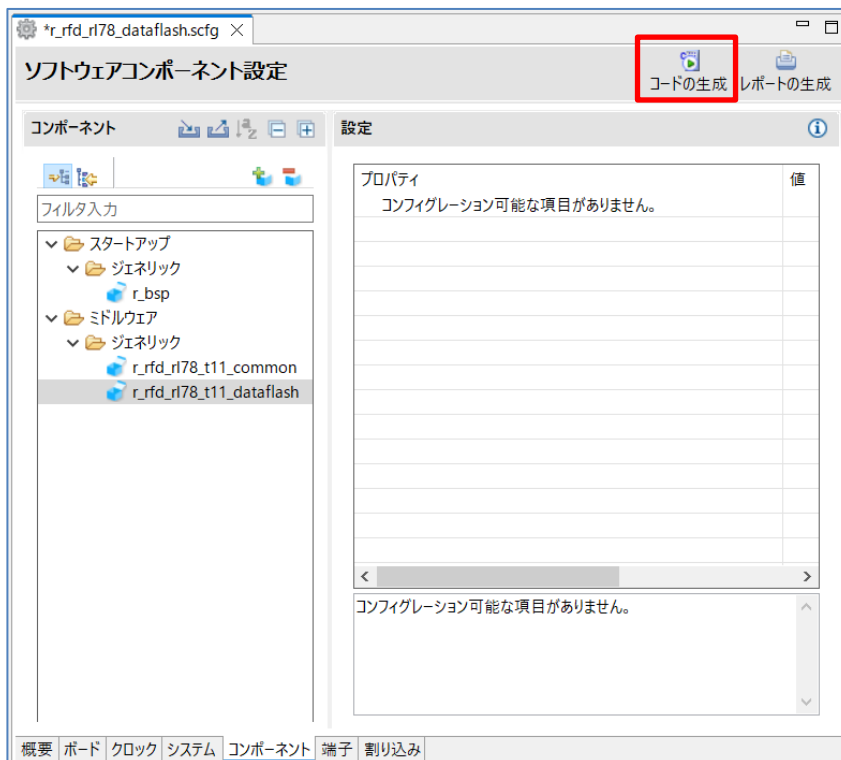 *r_rfd_rl78_dataflash.scfg
ソフトウェアコンポーネント設定
コードの生成
レポートの生成
コンポーネント
設定
フィルタ入力
スタートアップ
ジェネリック
r_bsp
ミドルウェア
ジェネリック
r_rfd_rl78_t11_common
r_rfd_rl78_t11_dataflash
プロパティ
値
コンフィグレーション可能な項目がありません。
コンフィグレーション可能な項目がありません。
概要 ボード クロック システム コンポーネント 端子 割り込み